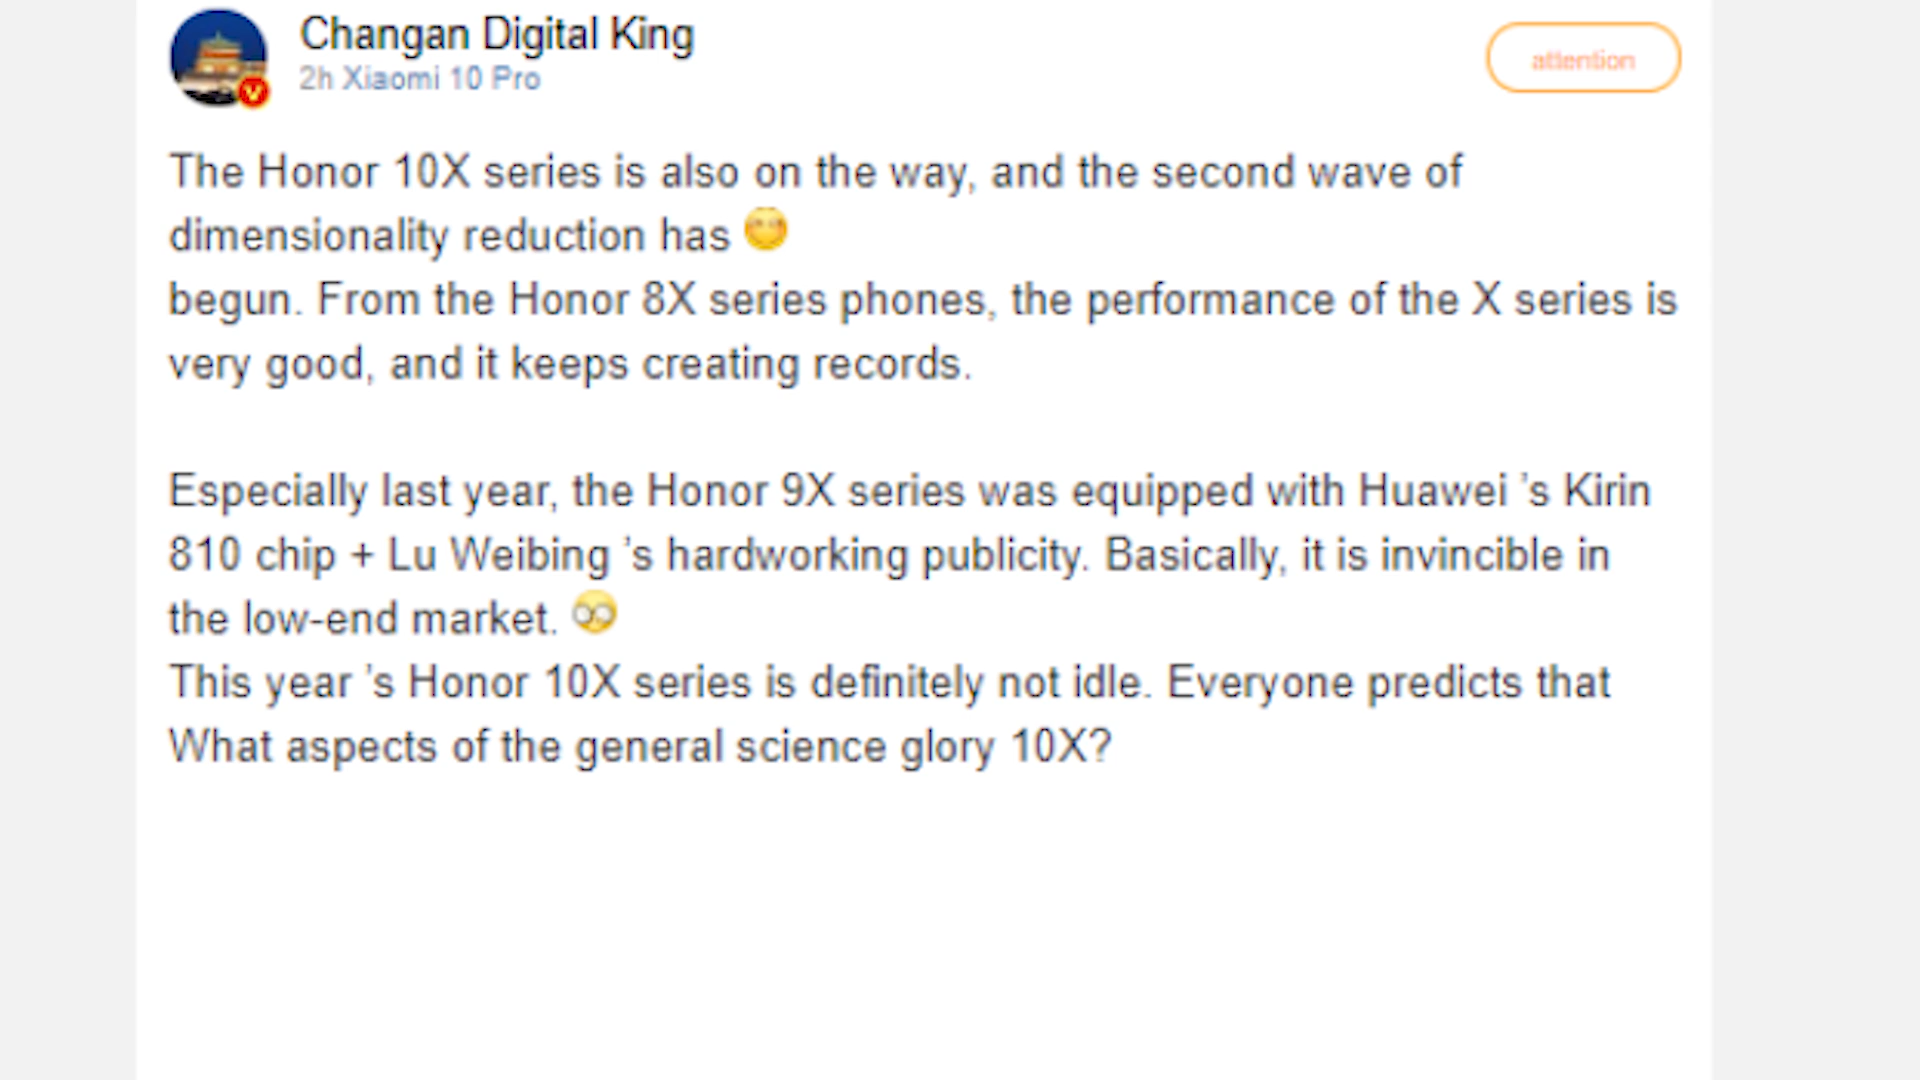 Changan Digital King
2h Xiaomi 10 Pro
attention
The Honor 10X series is also on the way, and the second wave of
dimensionality reduction has
begun. From the Honor 8X series phones, the performance of the X series is
very good, and it keeps creating records.
Especially last year, the Honor 9X series was equipped with Huawei 's Kirin
810 chip + Lu Weibing 's hardworking publicity. Basically, it is invincible in
the low-end market.
This year 's Honor 10X series is definitely not idle. Everyone predicts that
What aspects of the general science glory 10X?